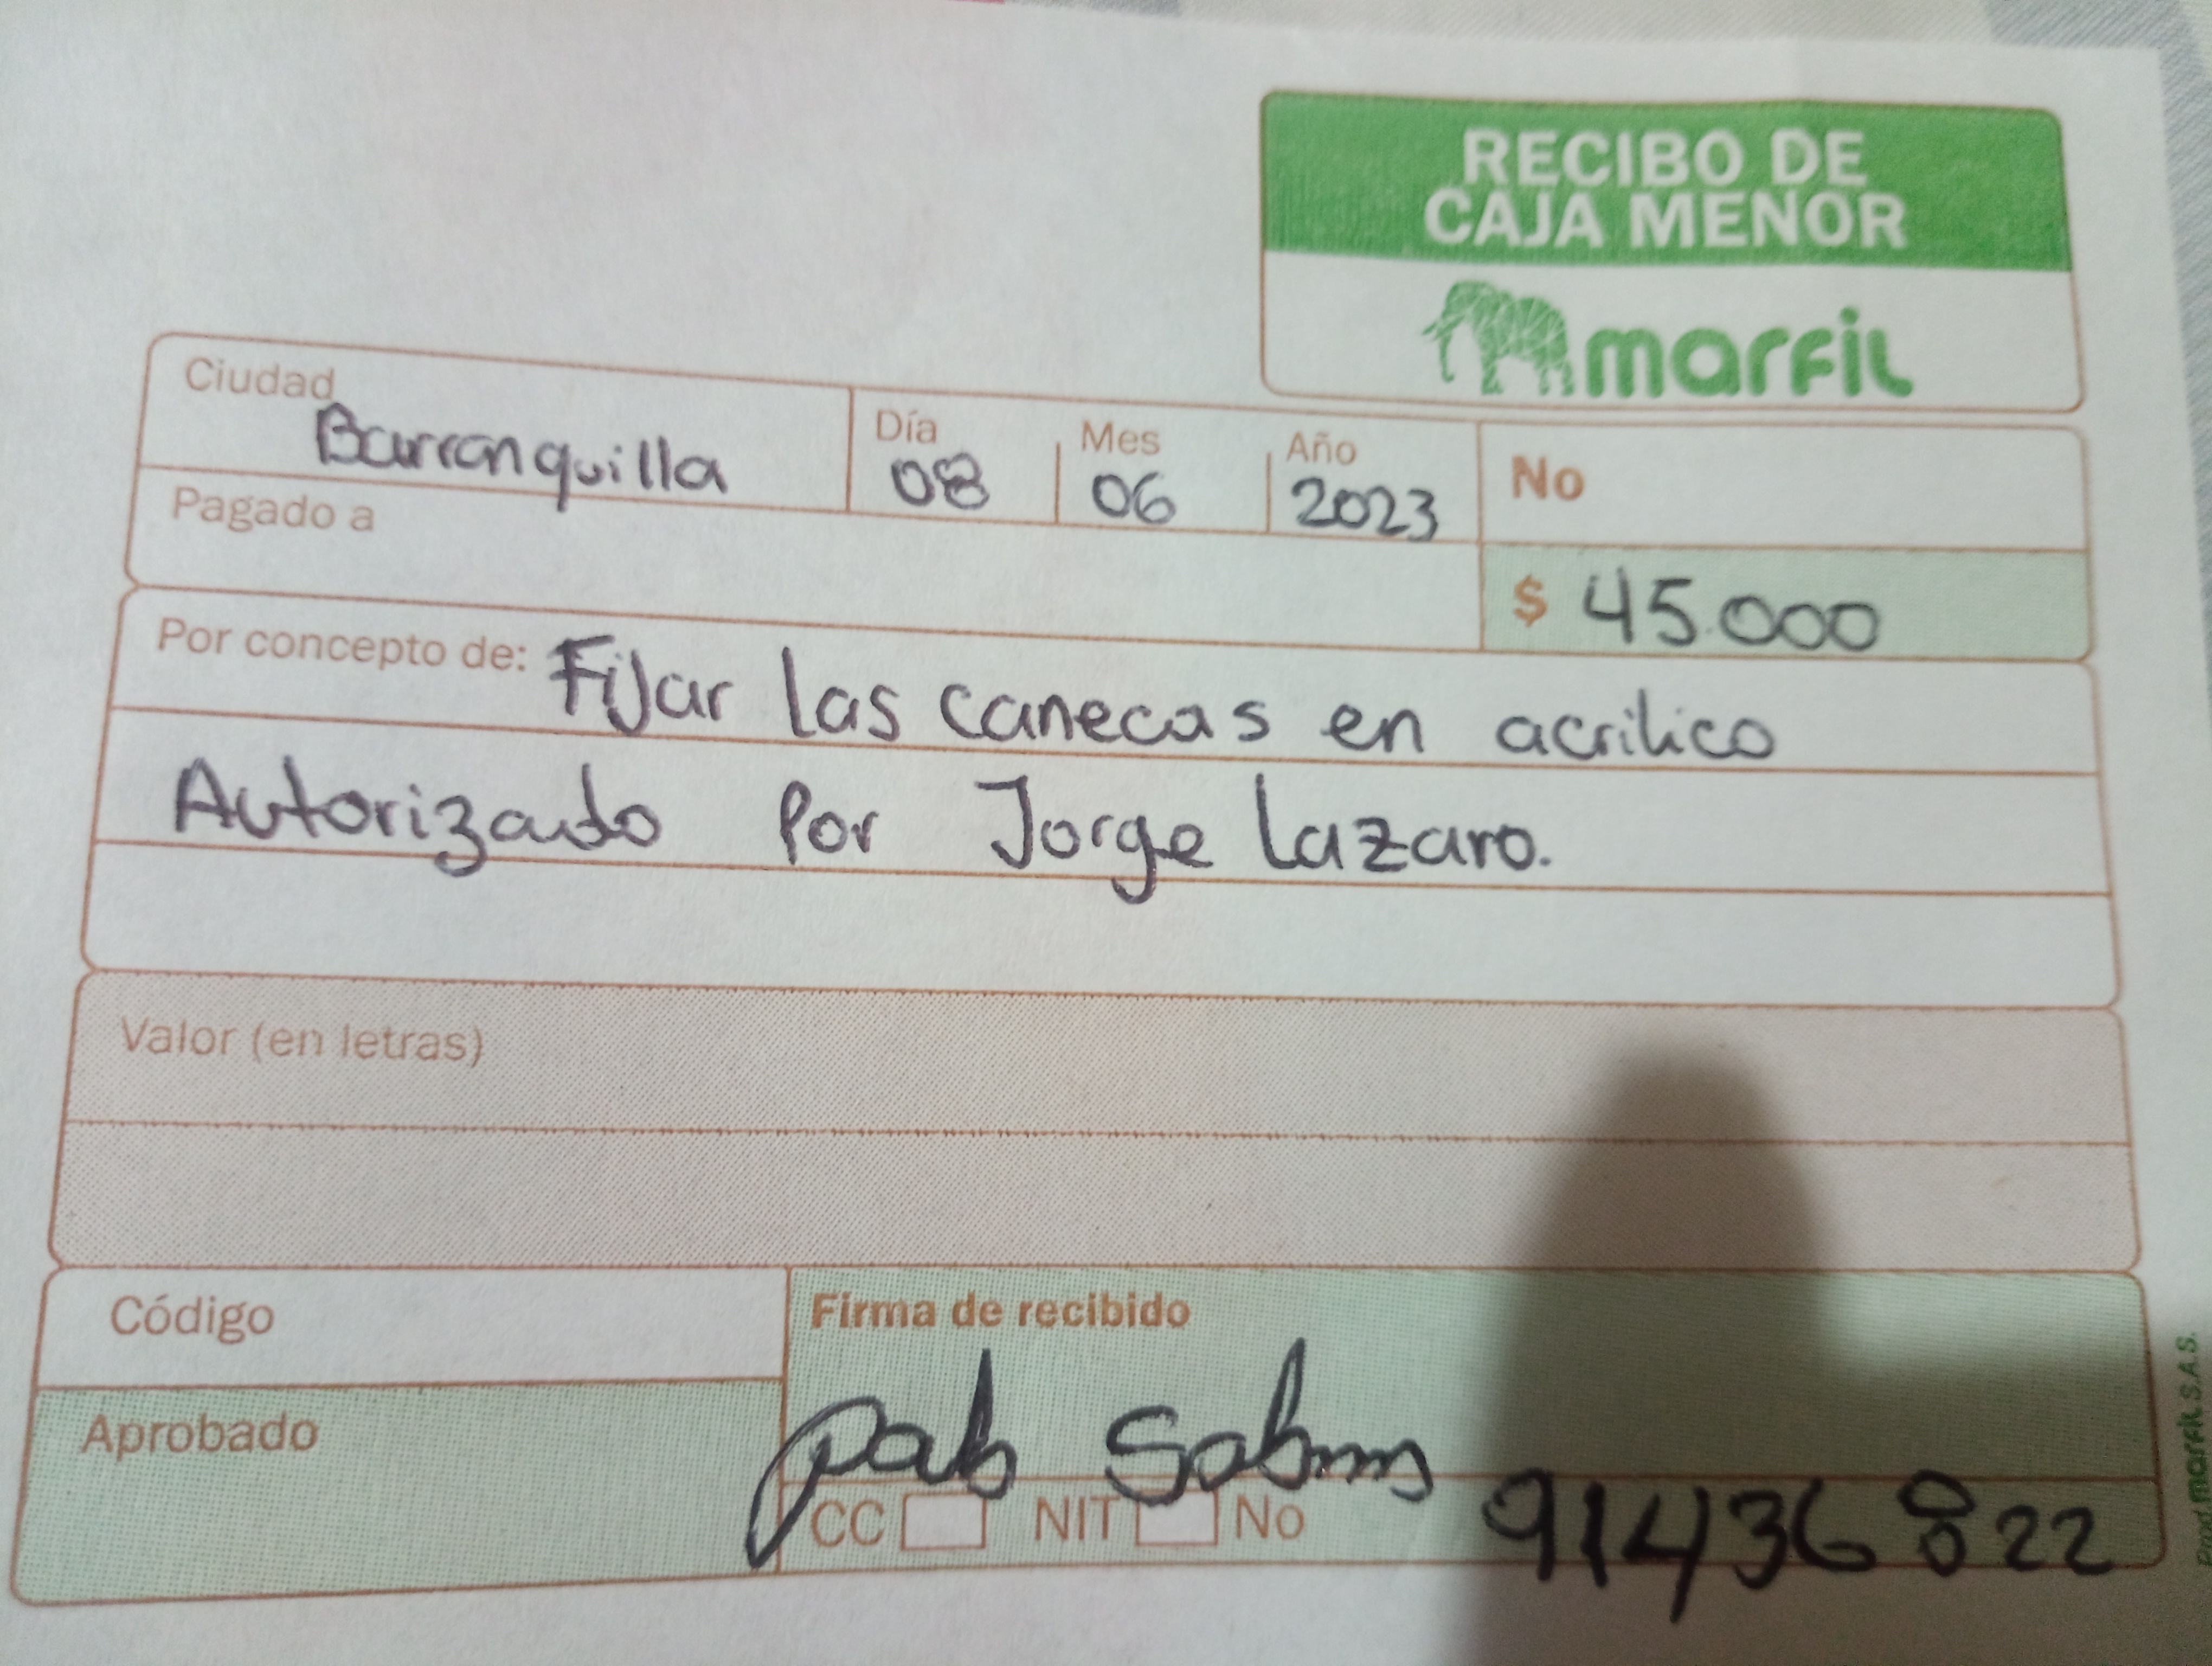 RECIBO DE
CAJA MENOR
marfil
Ciudad
Barranquilla
Día
08
Mes
06
Año
2023
No
Pagado a
$ 45.000
Por concepto de: Fijar las canecas en acrilico
Autorizado Por Jorge Lazaro.
Valor (en letras)
Código
Firma de recibido
Aprobado
CC NIT No 91436822
marfil S.A.S.